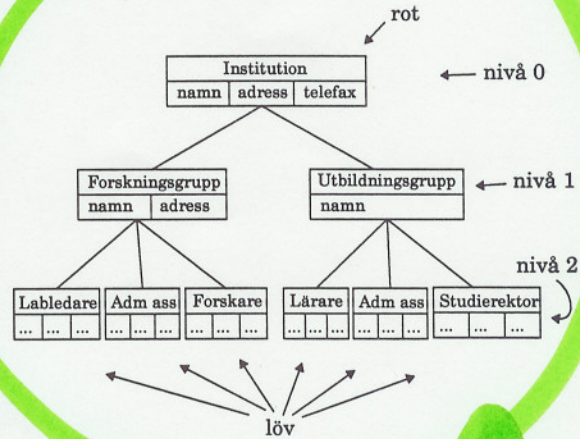 rot
Institution
namn adress telefax
nivå 0
Forskningsgrupp
namn adress
Utbildningsgrupp
namn
nivå 1
nivå 2
Labledare Adm ass Forskare Lärare Adm ass Studierektor
... ... ... ... ... ... ... ... ... ... ... ... ... ... ... ... ... ...
löv